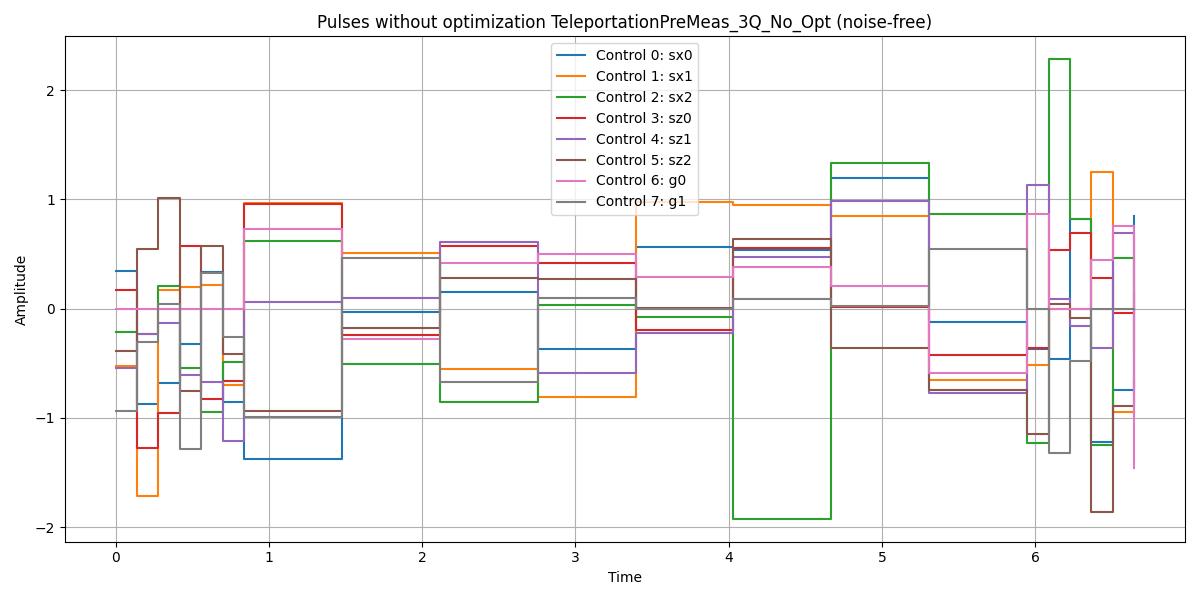 Pulses without optimization TeleportationPreMeas_3Q_No_Opt (noise-free)
Control 0: sx0
Control 1: sx1
Control 2: sx2
Control 3: sz0
Control 4: sz1
Control 5: sz2
Control 6: g0
Control 7: g1
Amplitude
2
1
0
−1
−2
0 1 2 3 4 5 6
Time